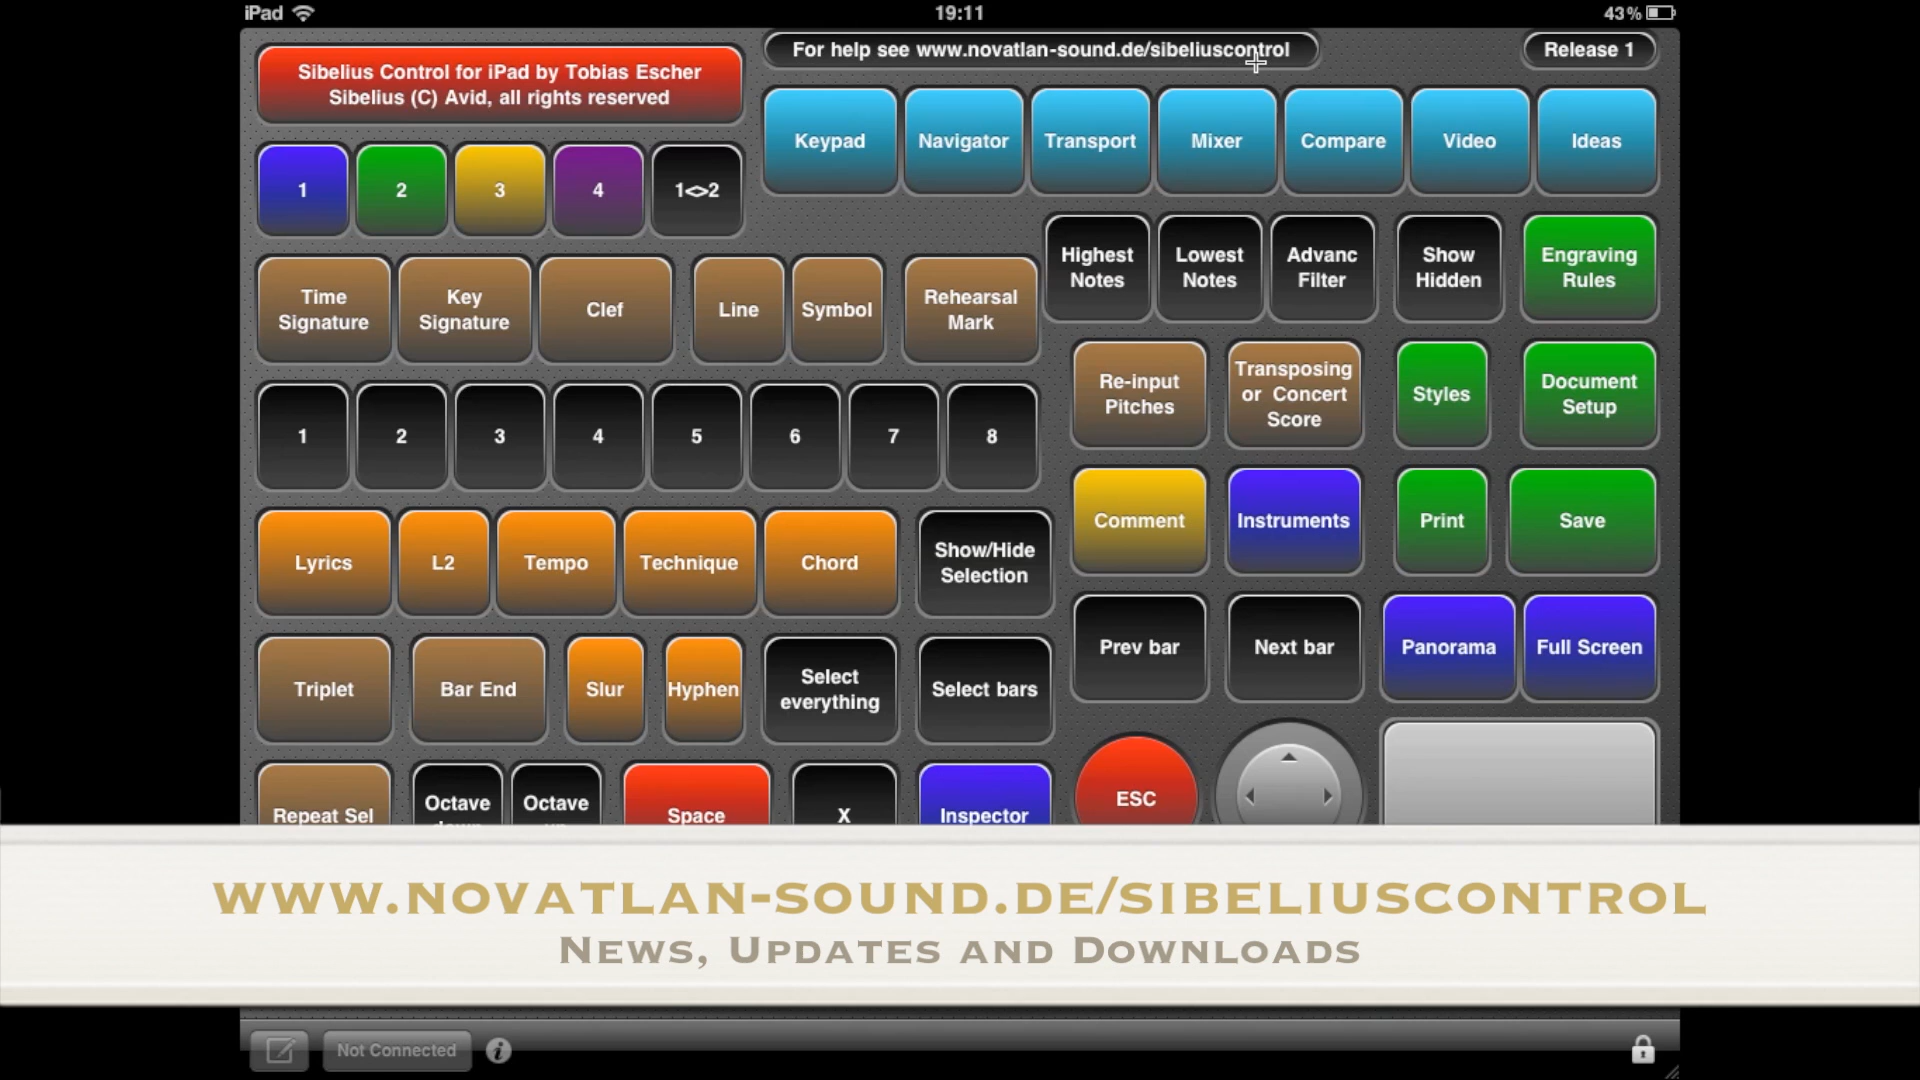 iPad
19:11
43%
Sibelius Control for iPad by Tobias Escher
Sibelius (C) Avid, all rights reserved
For help see www.novatlan-sound.de/sibeliuscontrol
Release 1
Keypad
Navigator
Transport
Mixer
Compare
Video
Ideas
1
2
3
4
1<>2
Highest
Notes
Lowest
Notes
Advanc
Filter
Show
Hidden
Engraving
Rules
Time
Signature
Key
Signature
Clef
Line
Symbol
Rehearsal
Mark
Re-input
Pitches
Transposing
or Concert
Score
Styles
Document
Setup
1
2
3
4
5
6
7
8
Comment
Instruments
Print
Save
Lyrics
L2
Tempo
Technique
Chord
Show/Hide
Selection
Prev bar
Next bar
Panorama
Full Screen
Triplet
Bar End
Slur
Hyphen
Select
everything
Select bars
Repeat Sel
Octave
Octave
Space
X
Inspector
ESC
www.novatlan-sound.de/sibeliuscontrol
News, Updates and Downloads
Not Connected